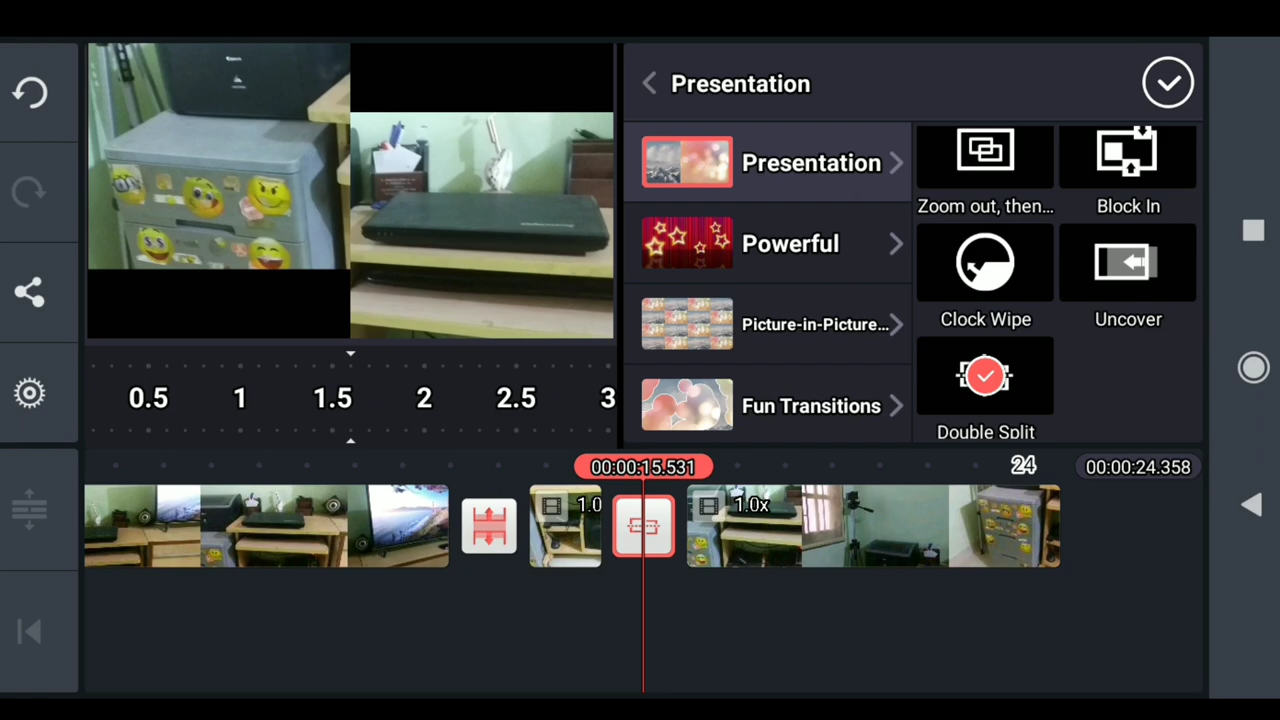 Presentation
Presentation
Powerful
Picture-in-Picture...
Fun Transitions
Zoom out, then...
Block In
Clock Wipe
Uncover
Double Split
0.5 1 1.5 2 2.5 3
00:00:15.531
24
00:00:24.358
1.0
1.0x